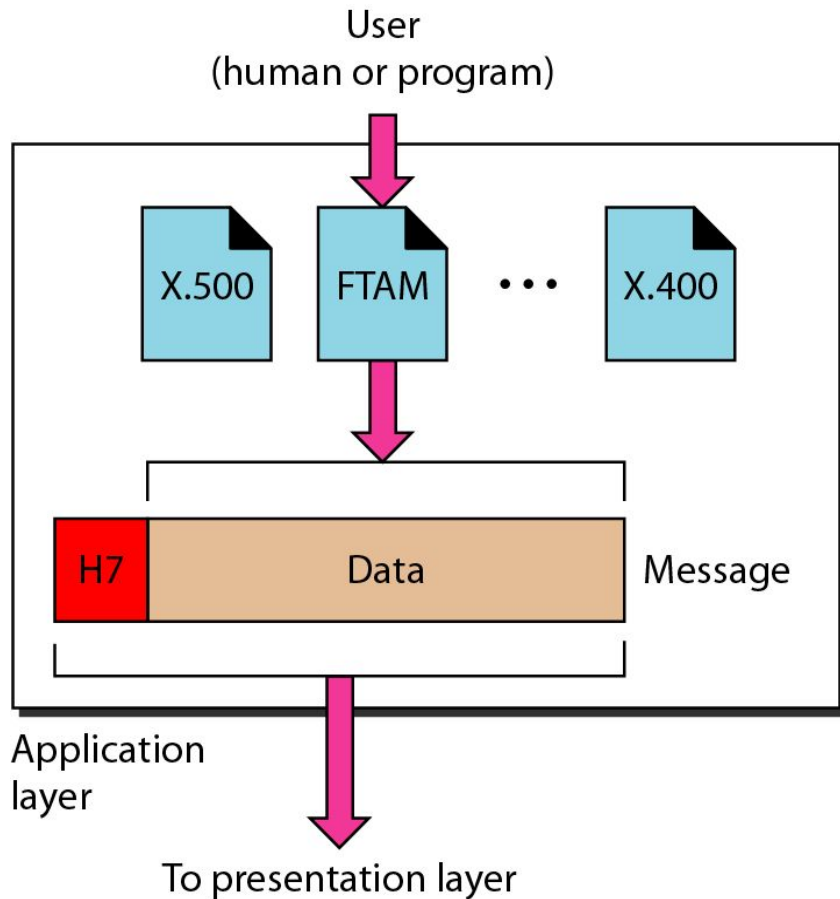 User
(human or program)
X.500
FTAM
...
X.400
H7
Data
Message
Application
layer
To presentation layer